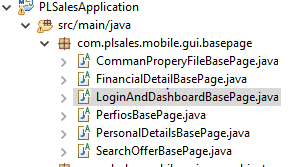 PLSalesApplication
src/main/java
com.plsales.mobile.gui.basepage
CommanProperyFileBasePage.java
FinancialDetailBasePage.java
LoginAndDashboardBasePage.java
PerfiosBasePage.java
PersonalDetailsBasePage.java
SearchOfferBasePage.java